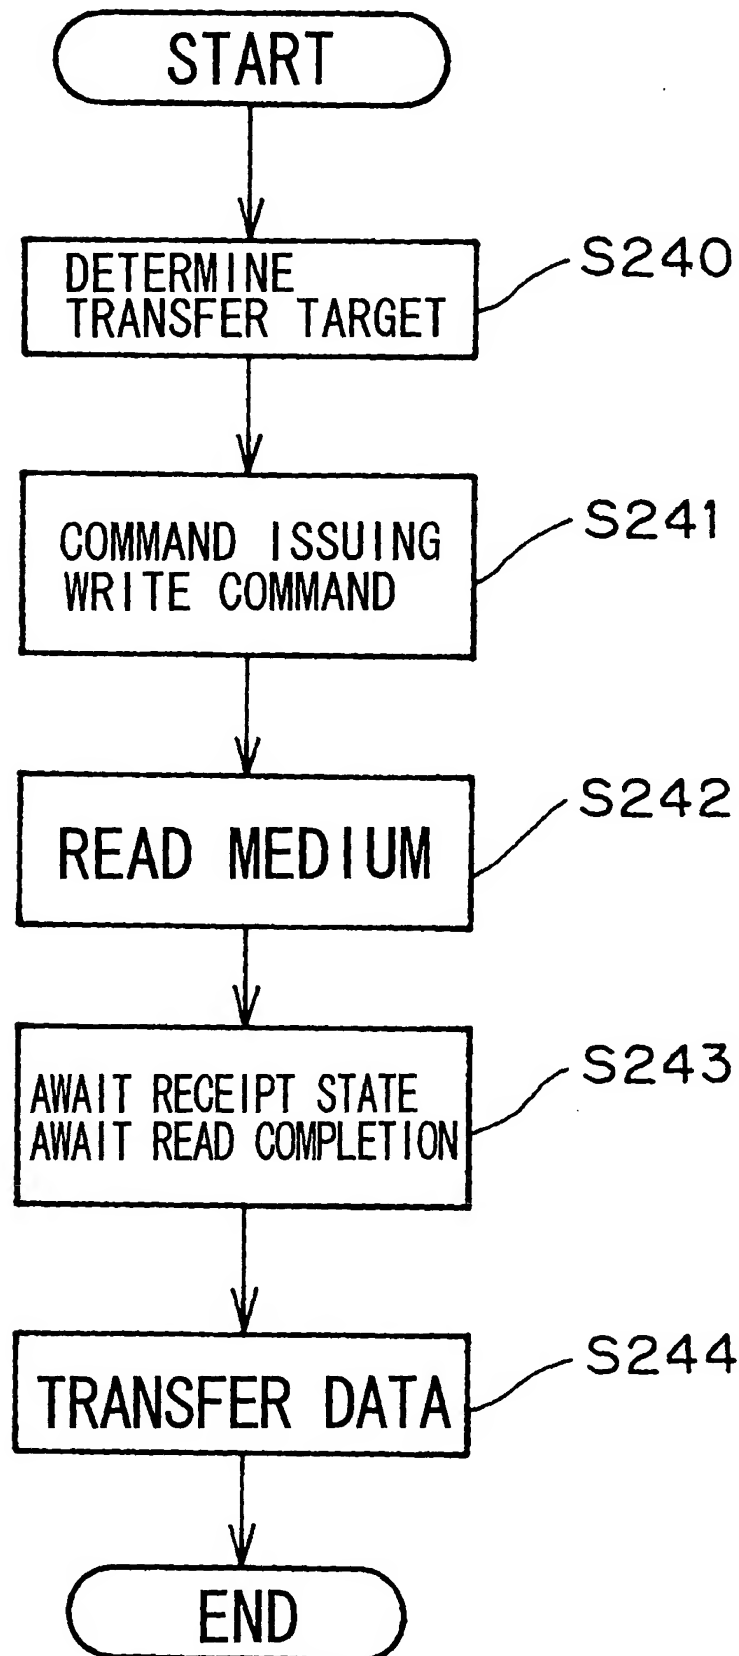 START
DETERMINE
TRANSFER TARGET
S240
COMMAND ISSUING
WRITE COMMAND
S241
READ MEDIUM
S242
AWAIT RECEIPT STATE
AWAIT READ COMPLETION
S243
TRANSFER DATA
S244
END